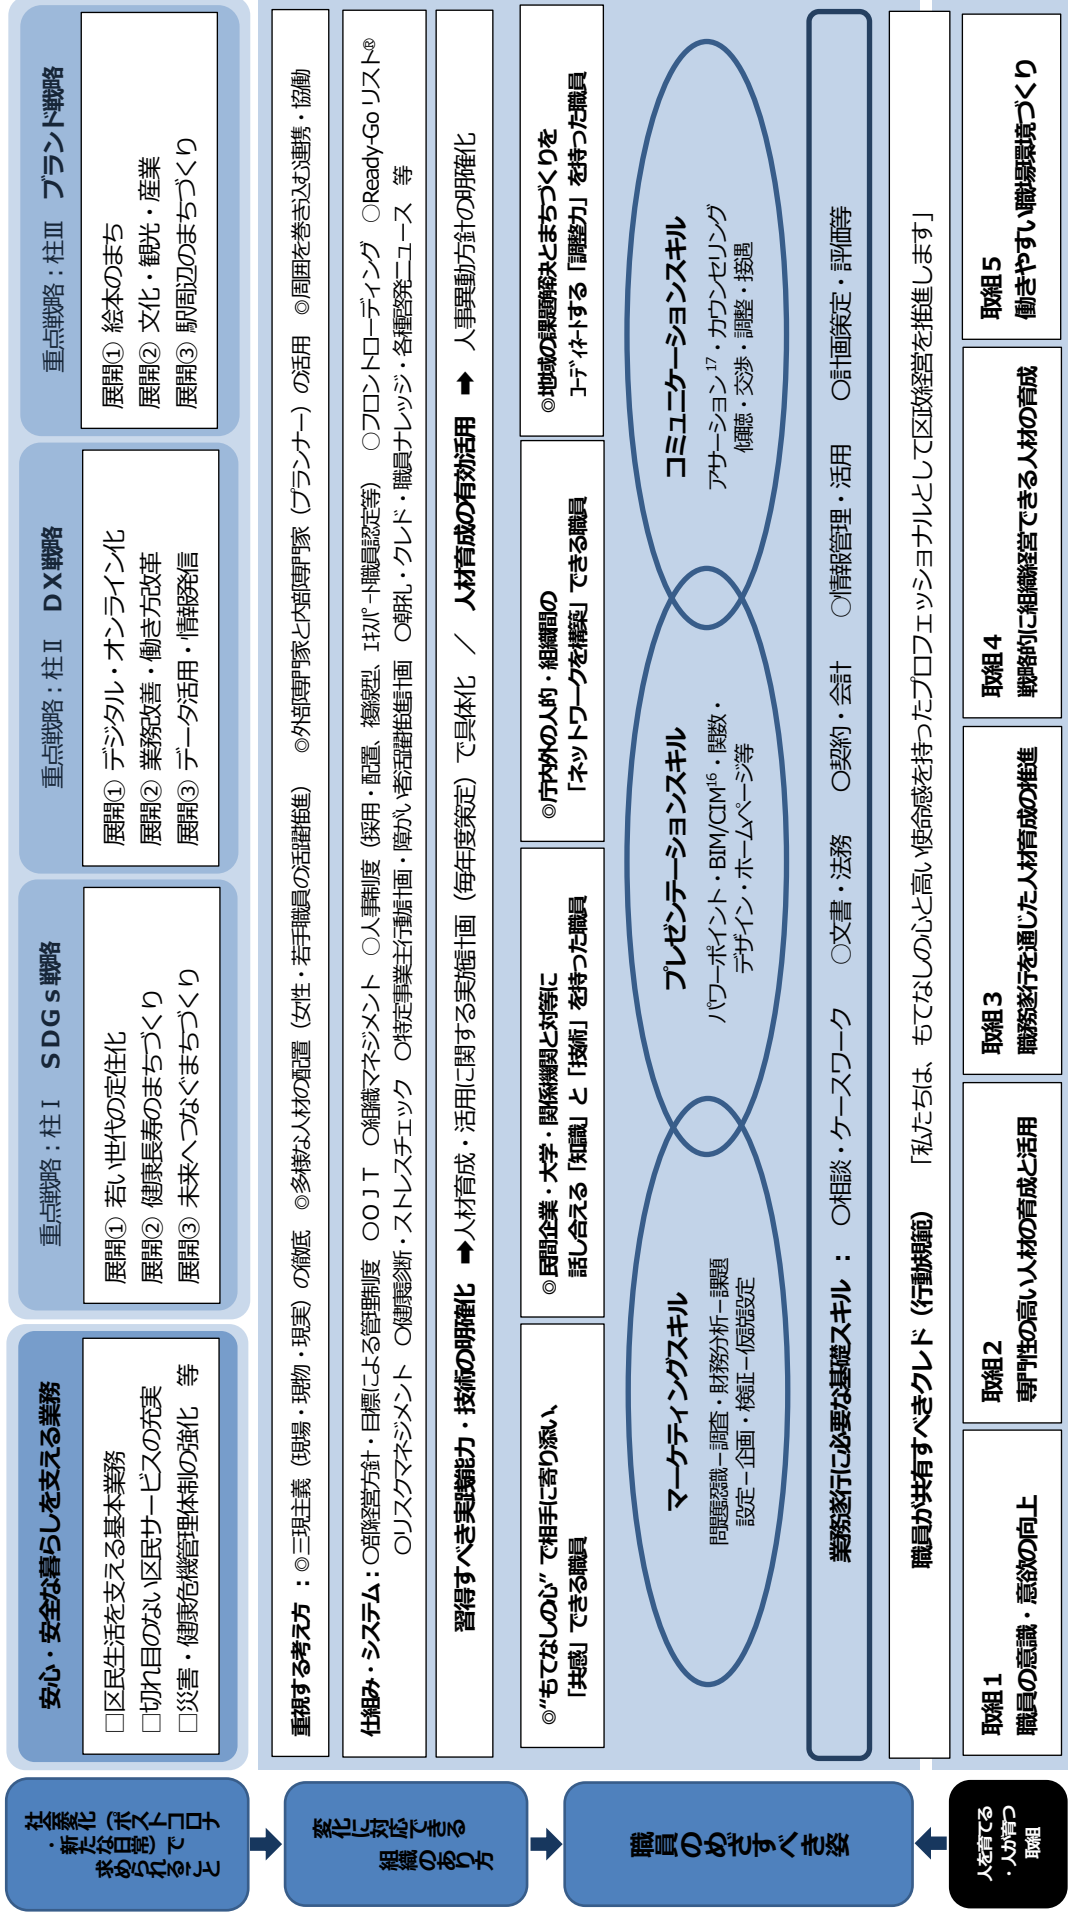 社会変化（ポストコロナ
・新たな日常）で
求められること
安心・安全な暮らしを支える業務
□区民生活を支える基本業務
□切れ目のない区民サービスの充実
□災害・健康危機管理体制の強化　等
重点戦略：柱Ⅰ　ＳＤＧｓ戦略
展開① 若い世代の定住化
展開② 健康長寿のまちづくり
展開③ 未来へつなぐまちづくり
重点戦略：柱Ⅱ　ＤＸ戦略
展開① デジタル・オンライン化
展開② 業務改善・働き方改革
展開③ データ活用・情報発信
重点戦略：柱Ⅲ　ブランド戦略
展開① 絵本のまち
展開② 文化・観光・産業
展開③ 駅周辺のまちづくり
変化に対応できる
組織のあり方
重視する考え方：◎三現主義（現場・現物・現実）の徹底　◎多様な人材の配置（女性・若手職員の活躍推進）　◎外部専門家と内部専門家（プランナー）の活用　◎周囲を巻き込む連携・協働
仕組み・システム：〇部経営方針・目標による管理制度　〇ＯＪＴ　〇組織マネジメント　〇人事制度（採用・配置、複線型、ｴｷｽﾊﾟｰﾄ職員認定等）　〇フロントローディング　〇Ready-Go リスト®
〇リスクマネジメント　〇健康診断・ストレスチェック　〇特定事業主行動計画・障がい者活躍推進計画　〇朝礼・クレド・職員ナレッジ・各種啓発ニュース　等
習得すべき実践能力・技術の明確化　➡人材育成・活用に関する実施計画（毎年度策定）で具体化　／　人材育成の有効活用　➡　人事異動方針の明確化
職員のめざすべき姿
◎“もてなしの心”で相手に寄り添い、
「共感」できる職員
◎民間企業・大学・関係機関と対等に
話し合える「知識」と「技術」を持った職員
◎庁内外の人的・組織間の
「ネットワークを構築」できる職員
◎地域の課題解決とまちづくりを
ｺｰﾃﾞｨﾈｰﾄする「調整力」を持った職員
マーケティングスキル
問題認識－調査・財務分析－課題
設定－企画・検証－仮説設定
プレゼンテーションスキル
パワーポイント・BIM/CIM16・関数・
デザイン・ホームページ等
コミュニケーションスキル
アサーション17・カウンセリング
傾聴・交渉・調整・接遇
業務遂行に必要な基礎スキル：　〇相談・ケースワーク　〇文書・法務　〇契約・会計　〇情報管理・活用　〇計画策定・評価等
職員が共有すべきクレド（行動規範）　「私たちは、もてなしの心と高い使命感を持ったプロフェッショナルとして区政経営を推進します」
人を育てる
・人が育つ
取組
取組１
職員の意識・意欲の向上
取組２
専門性の高い人材の育成と活用
取組３
職務遂行を通じた人材育成の推進
取組４
戦略的に組織経営できる人材の育成
取組５
働きやすい職場環境づくり